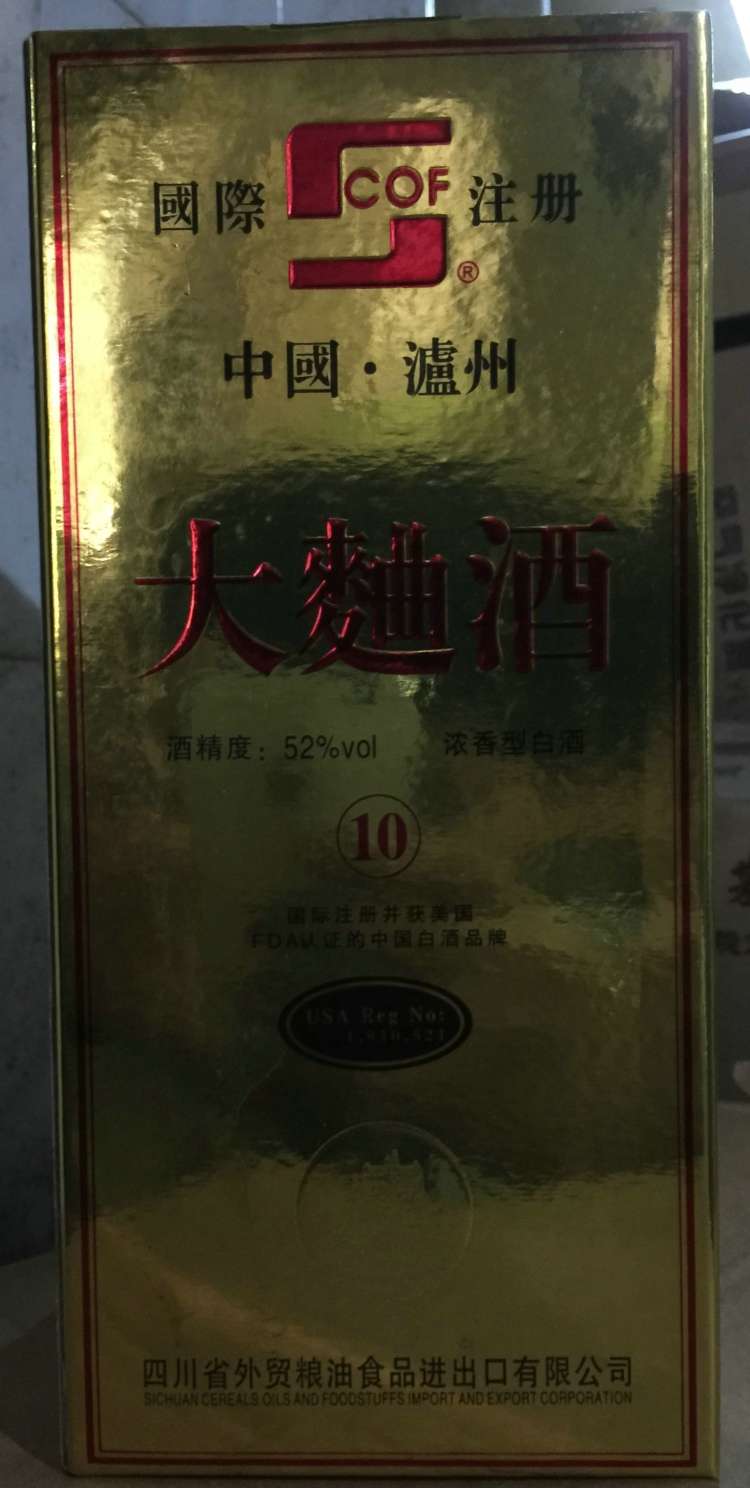 國際 SCOF 注册
®
中國·瀘州
大麯酒
酒精度：52%vol 浓香型白酒
10
国际注册并获美国
FDA认证的中国白酒品牌
USA Reg No:
四川省外贸粮油食品进出口有限公司
SICHUAN CEREALS OILS AND FOODSTUFFS IMPORT AND EXPORT CORPORATION